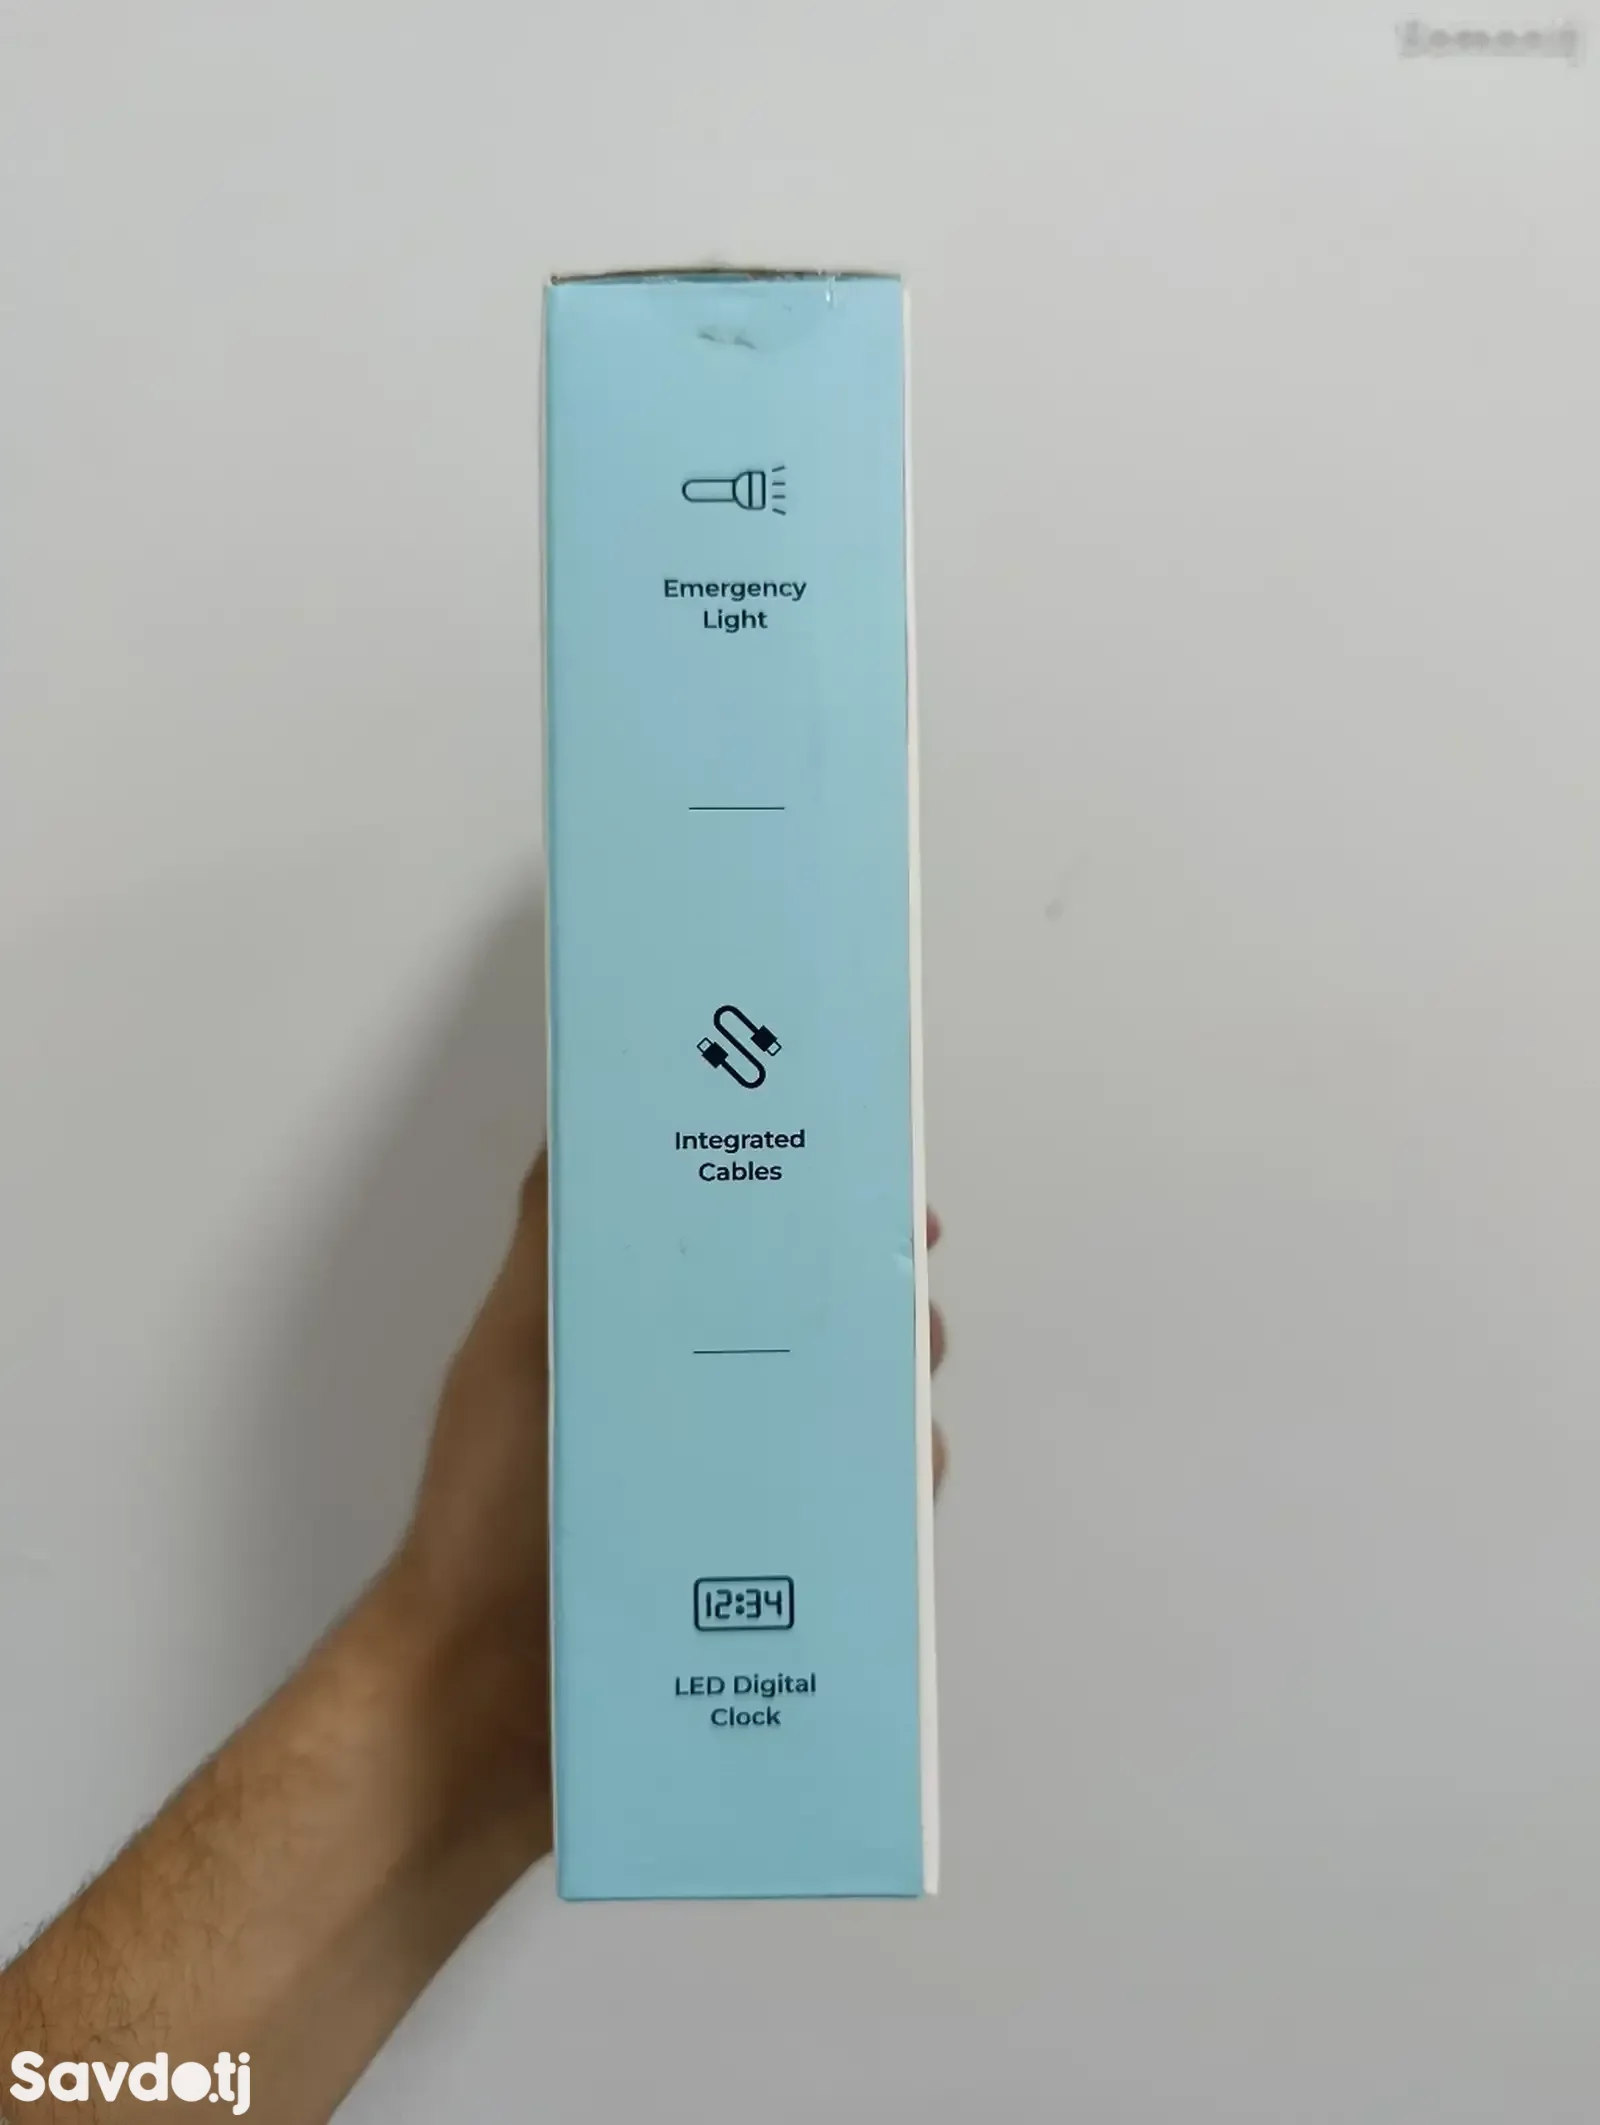 Emergency
Light
Integrated
Cables
12:34
LED Digital
Clock
Savdo.tj